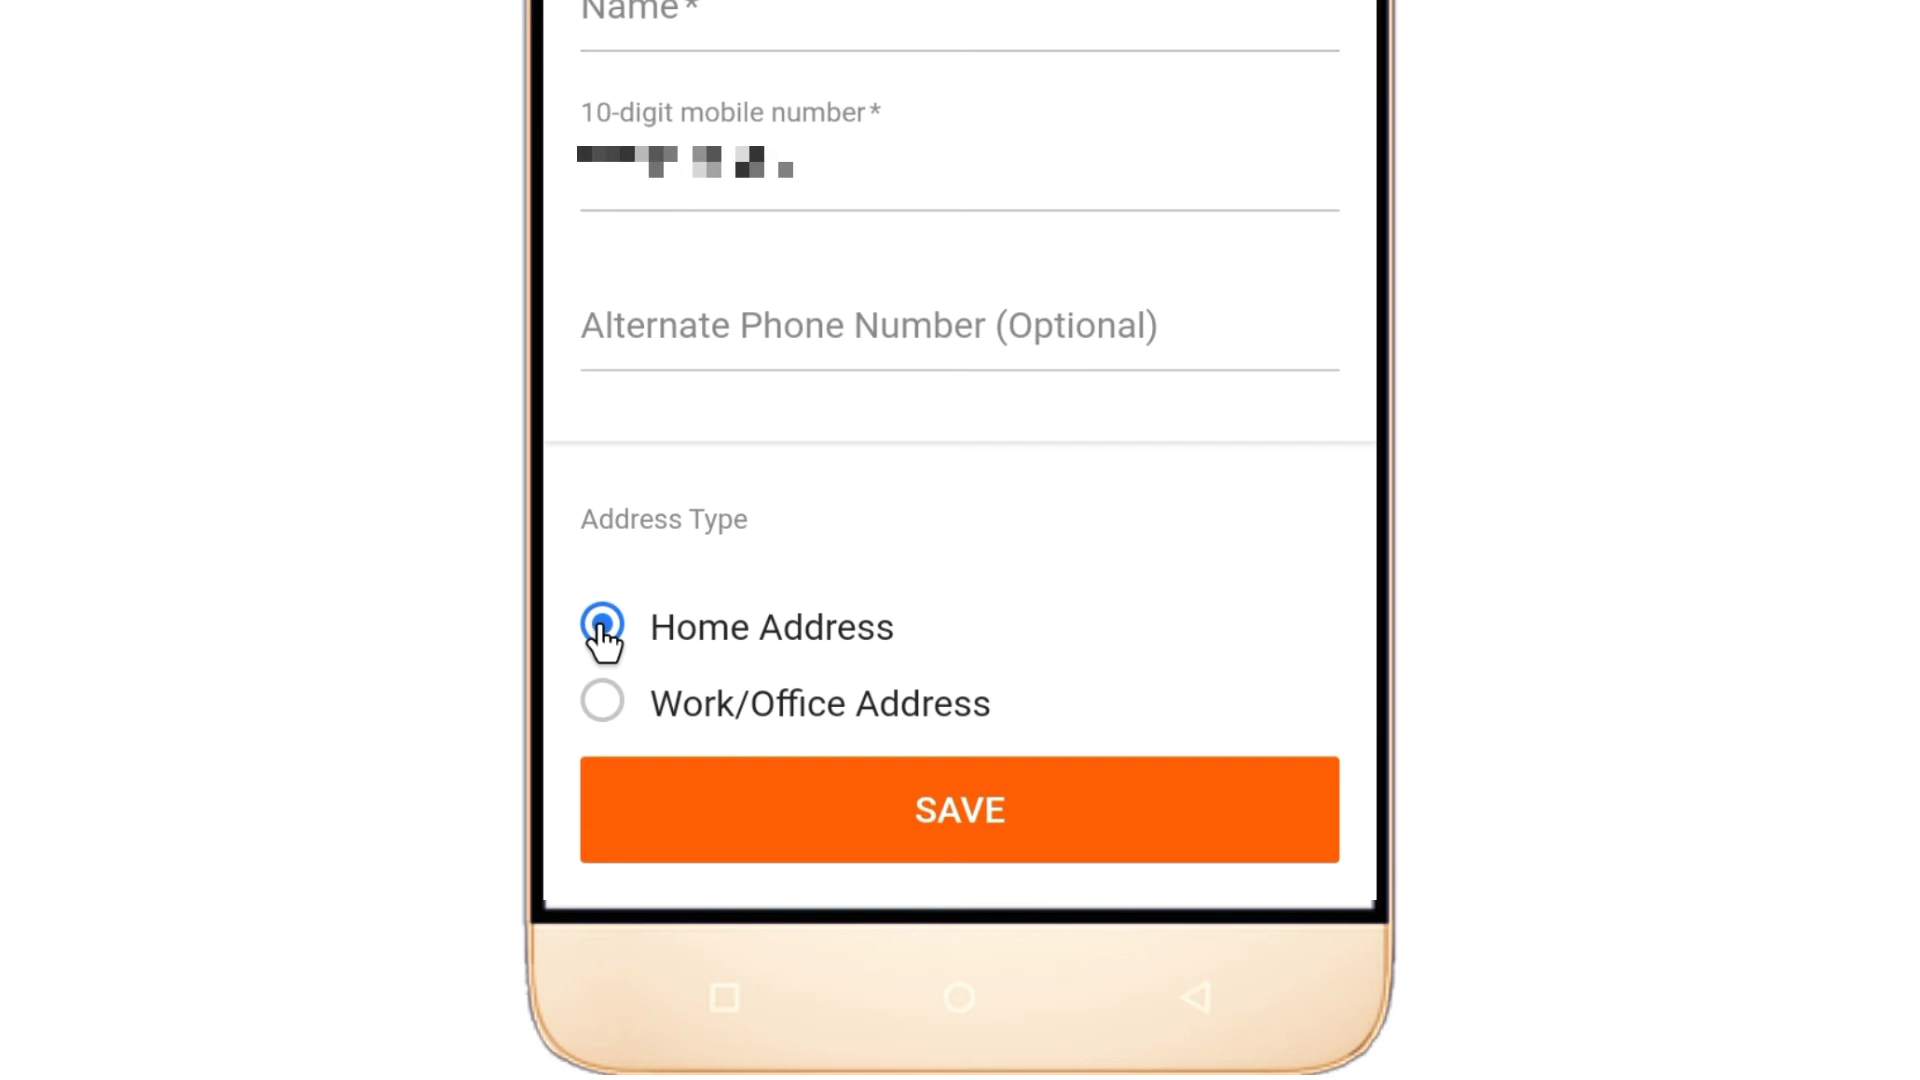 Name*
10-digit mobile number*
Alternate Phone Number (Optional)
Address Type
Home Address
Work/Office Address
SAVE